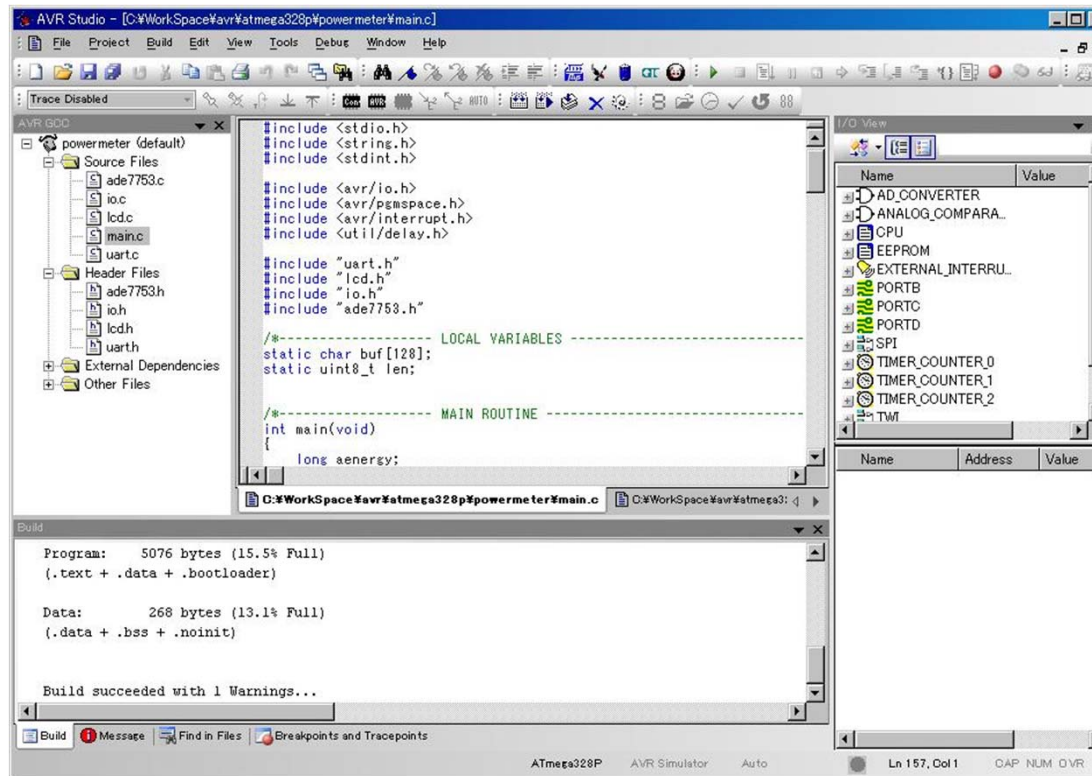 AVR Studio - [C:¥WorkSpace¥avr¥atmega328p¥powermeter¥main.c]
File Project Build Edit View Tools Debug Window Help
Trace Disabled
Con AVR AUTO
AVR GCC
powermeter (default)
Source Files
ade7753.c
io.c
lcd.c
main.c
uart.c
Header Files
ade7753.h
io.h
lcd.h
uart.h
External Dependencies
Other Files
#include <stdio.h>
#include <string.h>
#include <stdint.h>
#include <avr/io.h>
#include <avr/pgmspace.h>
#include <avr/interrupt.h>
#include <util/delay.h>
#include "uart.h"
#include "lcd.h"
#include "io.h"
#include "ade7753.h"
/*------------------ LOCAL VARIABLES ---------------------------
static char buf[128];
static uint8_t len;
/*------------------ MAIN ROUTINE ------------------------------
int main(void)
{
long aenergy;
C:¥WorkSpace¥avr¥atmega328p¥powermeter¥main.c
C:¥WorkSpace¥avr¥atmega3:
I/O View
Name Value
AD_CONVERTER
ANALOG_COMPARA...
CPU
EEPROM
EXTERNAL_INTERRU...
PORTB
PORTC
PORTD
SPI
TIMER_COUNTER_0
TIMER_COUNTER_1
TIMER_COUNTER_2
TWI
Name Address Value
Build
Program: 5076 bytes (15.5% Full)
(.text + .data + .bootloader)
Data: 268 bytes (13.1% Full)
(.data + .bss + .noinit)
Build succeeded with 1 Warnings...
Build Message Find in Files Breakpoints and Tracepoints
ATmega328P AVR Simulator Auto Ln 157, Col 1 CAP NUM OVR